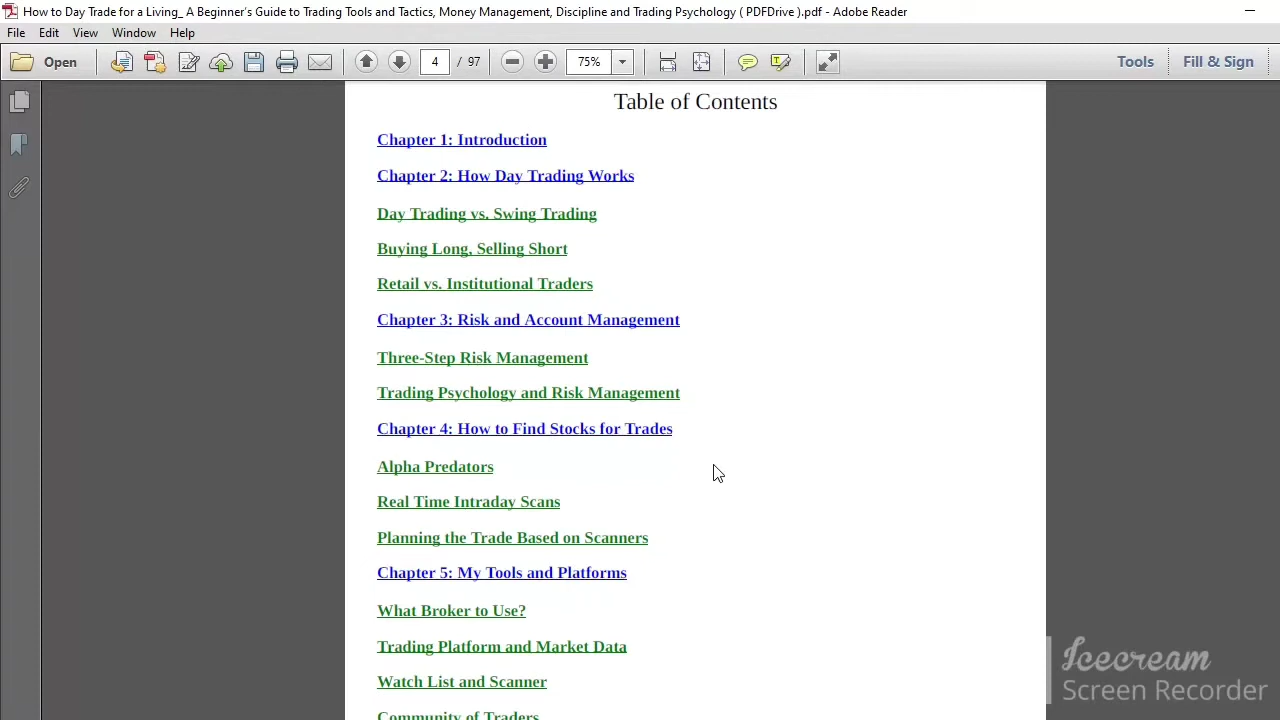 How to Day Trade for a Living_ A Beginner's Guide to Trading Tools and Tactics, Money Management, Discipline and Trading Psychology ( PDFDrive ).pdf - Adobe Reader
File Edit View Window Help
Open 4 / 97 75% Tools Fill & Sign
Table of Contents
Chapter 1: Introduction
Chapter 2: How Day Trading Works
Day Trading vs. Swing Trading
Buying Long, Selling Short
Retail vs. Institutional Traders
Chapter 3: Risk and Account Management
Three-Step Risk Management
Trading Psychology and Risk Management
Chapter 4: How to Find Stocks for Trades
Alpha Predators
Real Time Intraday Scans
Planning the Trade Based on Scanners
Chapter 5: My Tools and Platforms
What Broker to Use?
Trading Platform and Market Data
Watch List and Scanner
Community of Traders
Icecream
Screen Recorder